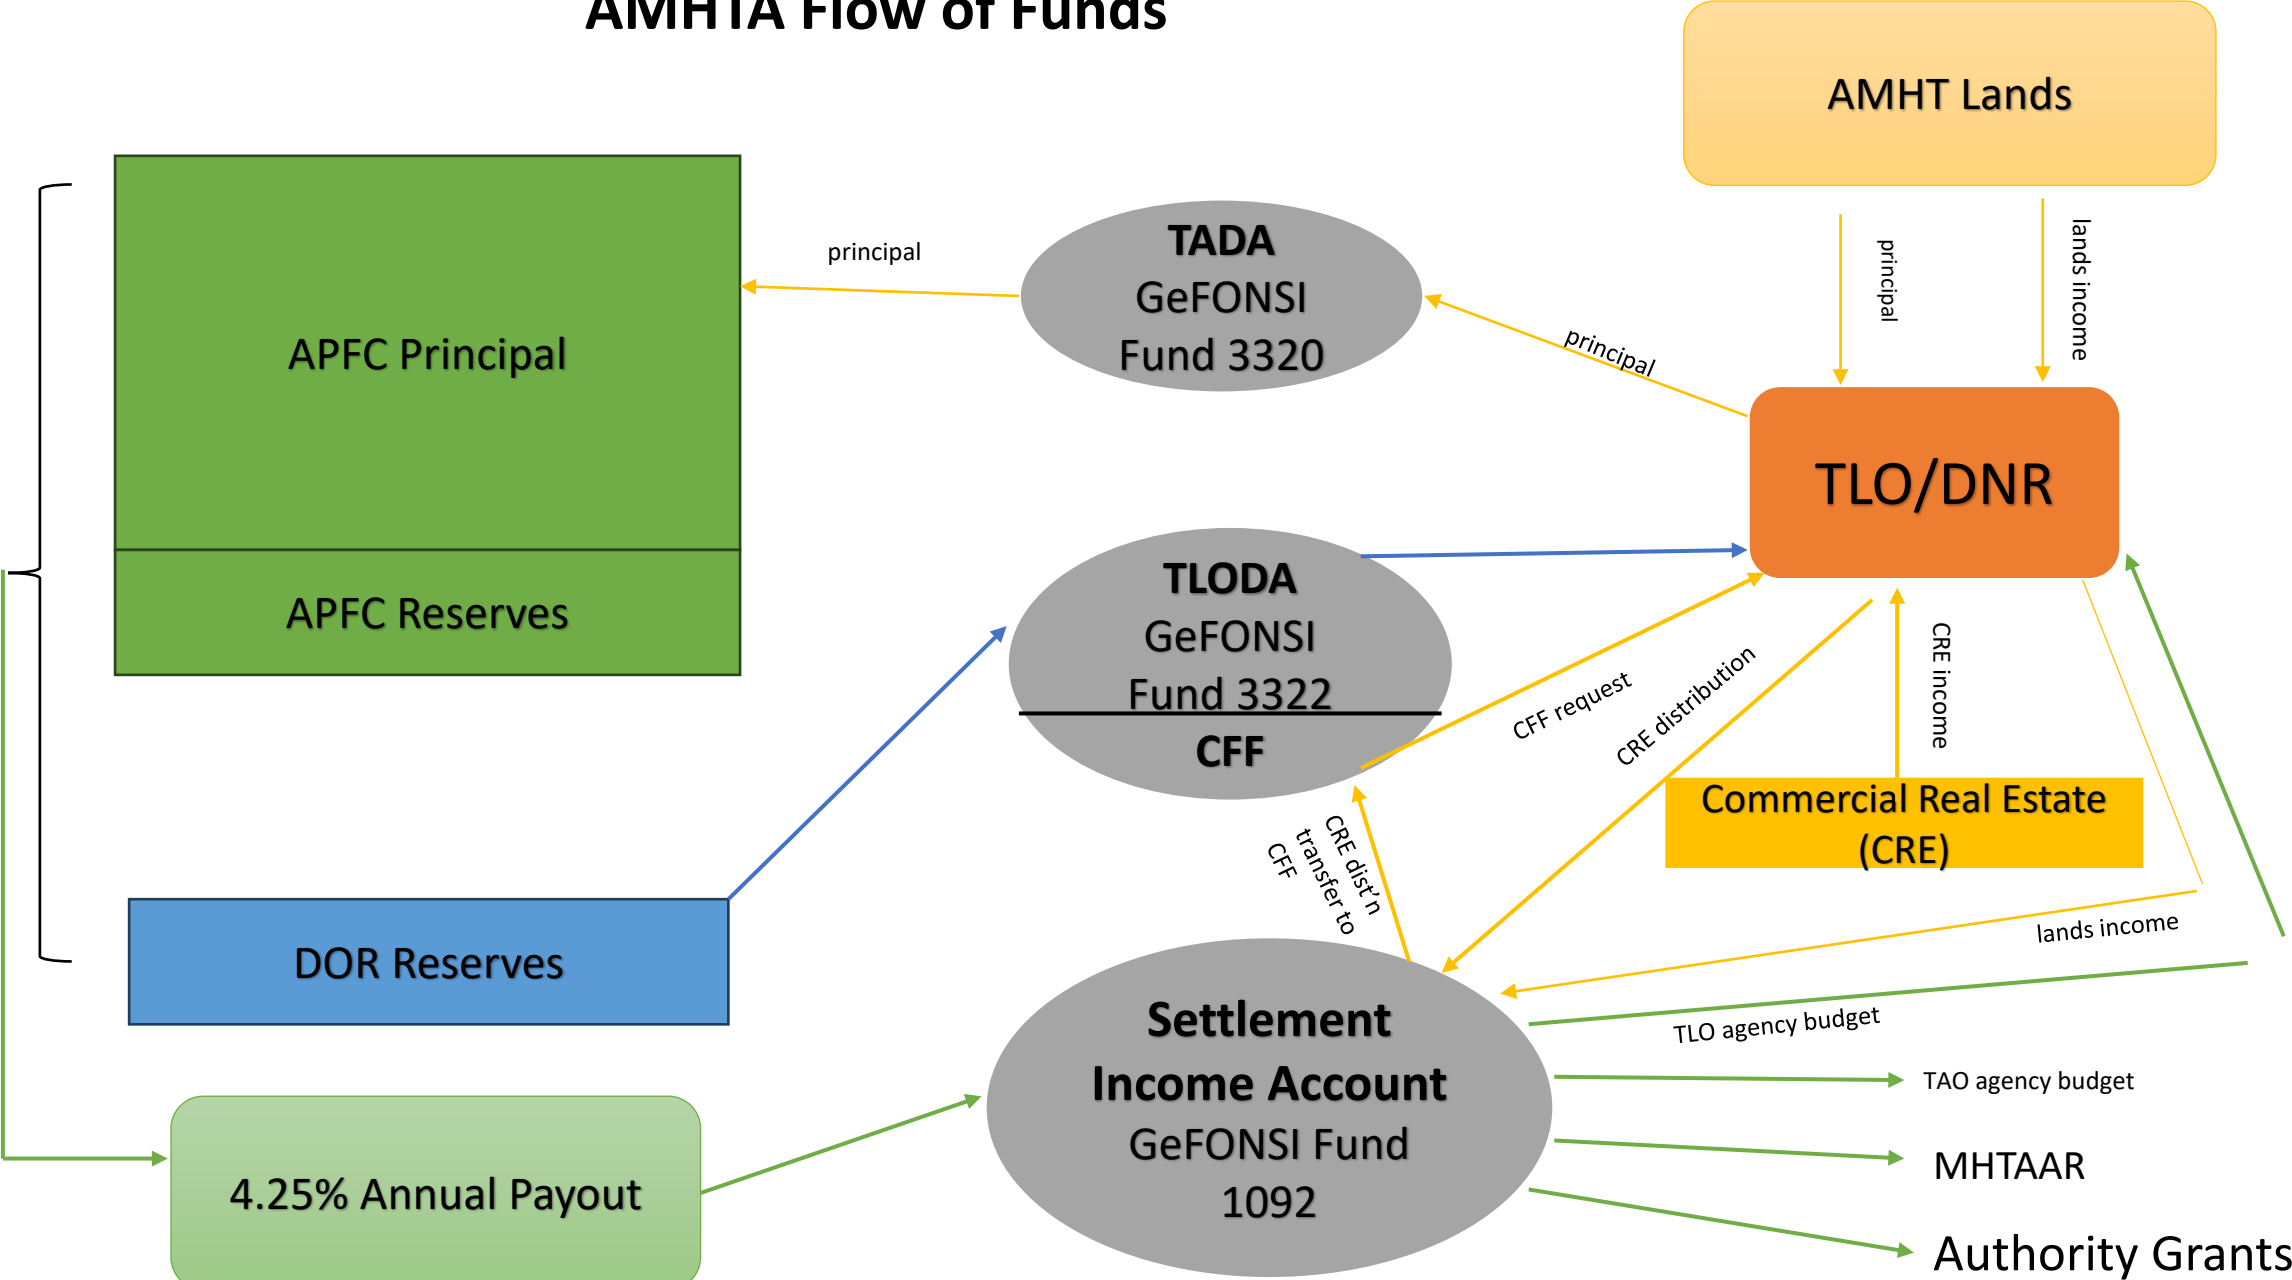 AMHTA Flow of Funds
AMHT Lands
principal
lands income
TADA
GeFONSI
Fund 3320
principal
principal
APFC Principal
TLO/DNR
APFC Reserves
TLODA
GeFONSI
Fund 3322
CFF
CFF request
CRE distribution
CRE income
Commercial Real Estate
(CRE)
CRE dist’n
transfer to
CFF
lands income
DOR Reserves
Settlement
Income Account
GeFONSI Fund
1092
TLO agency budget
TAO agency budget
MHTAAR
4.25% Annual Payout
Authority Grants